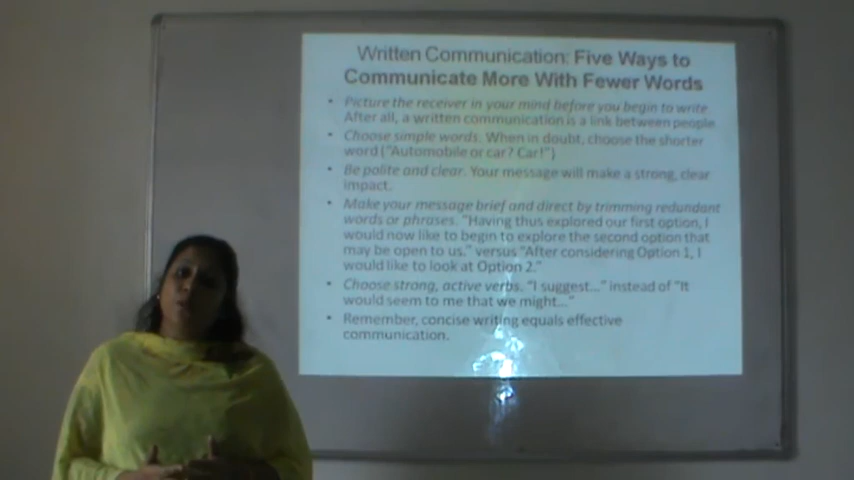 Written Communication: Five Ways to
Communicate More With Fewer Words
• Picture the receiver in your mind before you begin to write.
After all, a written communication is a link between people.
• Choose simple words. When in doubt, choose the shorter
word ("Automobile or car? Car!")
• Be polite and clear. Your message will make a strong, clear
impact.
• Make your message brief and direct by trimming redundant
words or phrases. "Having thus explored our first option, I
would now like to begin to explore the second option that
may be open to us." versus "After considering Option 1, I
would like to look at Option 2."
• Choose strong, active verbs. "I suggest..." instead of "It
would seem to me that we might..."
• Remember, concise writing equals effective
communication.